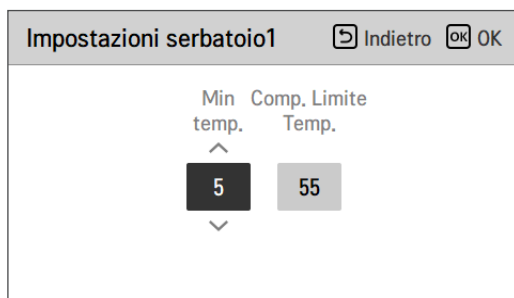 Impostazioni serbatoio1 Indietro OK OK
Min Comp. Limite
temp. Temp.
5 55